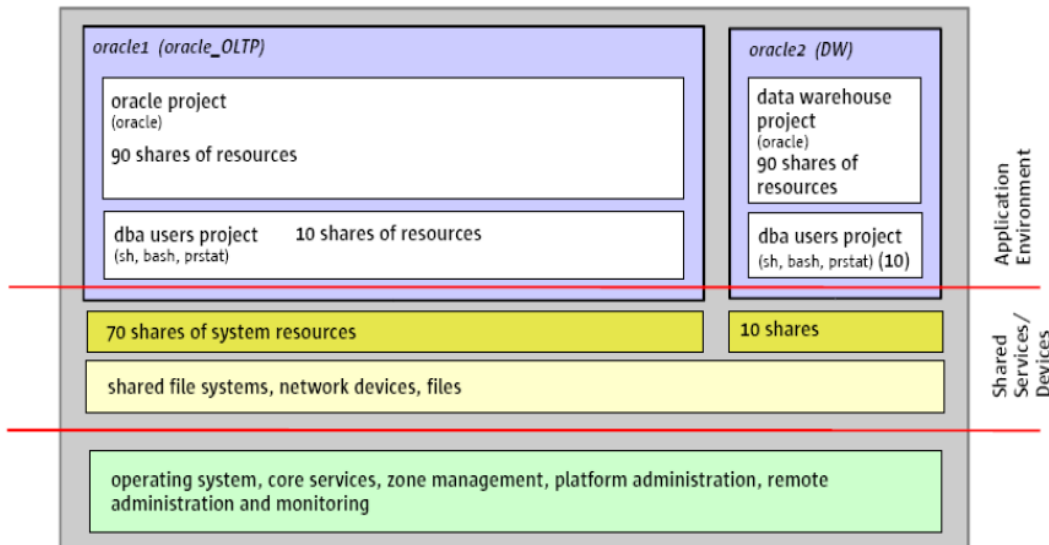 oracle1 (oracle_OLTP)
oracle project
(oracle)
90 shares of resources
dba users project 10 shares of resources
(sh, bash, prstat)
oracle2 (DW)
data warehouse
project
(oracle)
90 shares of
resources
dba users project
(sh, bash, prstat) (10)
Application
Environment
70 shares of system resources
10 shares
shared file systems, network devices, files
Shared
Services/
Devices
operating system, core services, zone management, platform administration, remote
administration and monitoring